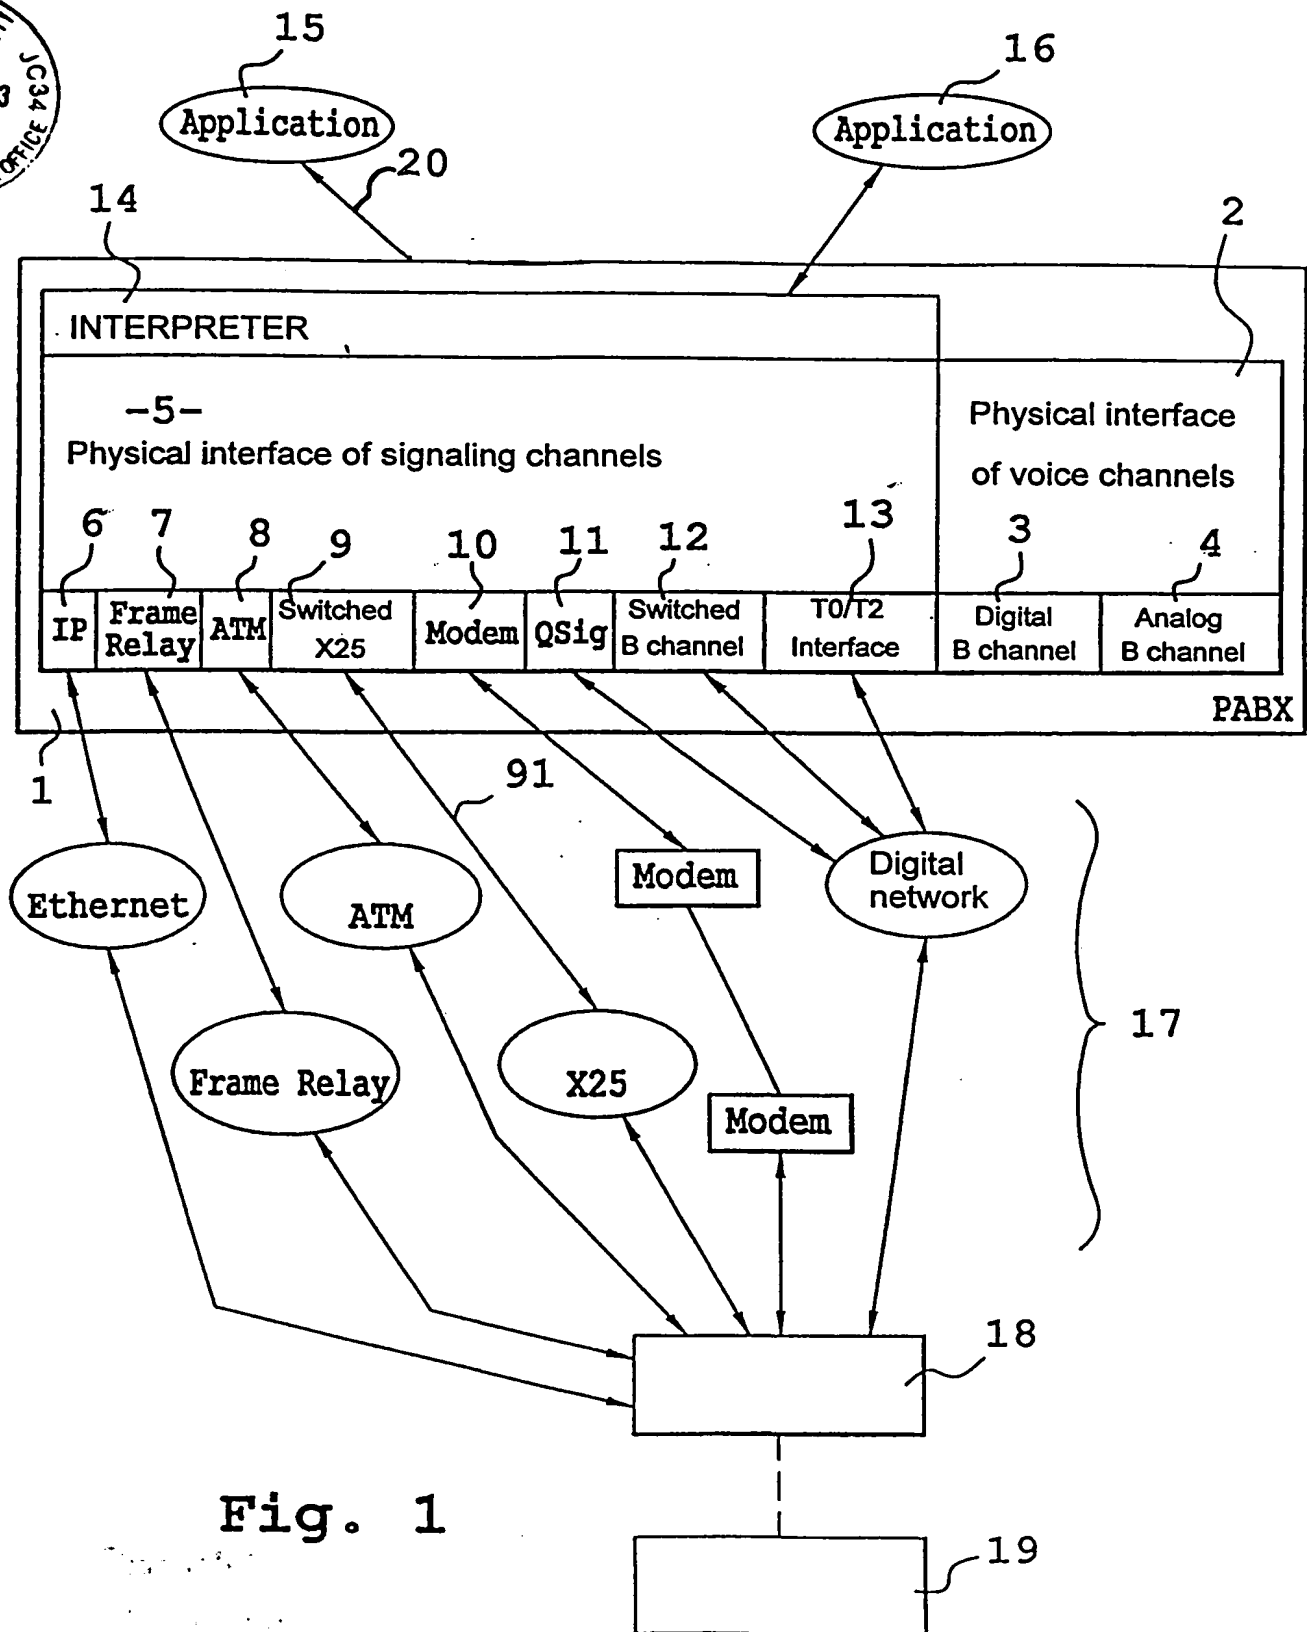 JC34
OFFICE
3
15
16
Application
Application
20
14
2
INTERPRETER
-5-
Physical interface of signaling channels
Physical interface
of voice channels
6
7
8
9
10
11
12
13
3
4
IP
Frame
Relay
ATM
Switched
X25
Modem
QSig
Switched
B channel
T0/T2
Interface
Digital
B channel
Analog
B channel
PABX
1
91
Ethernet
ATM
Modem
Digital
network
17
Frame Relay
X25
Modem
18
Fig. 1
19